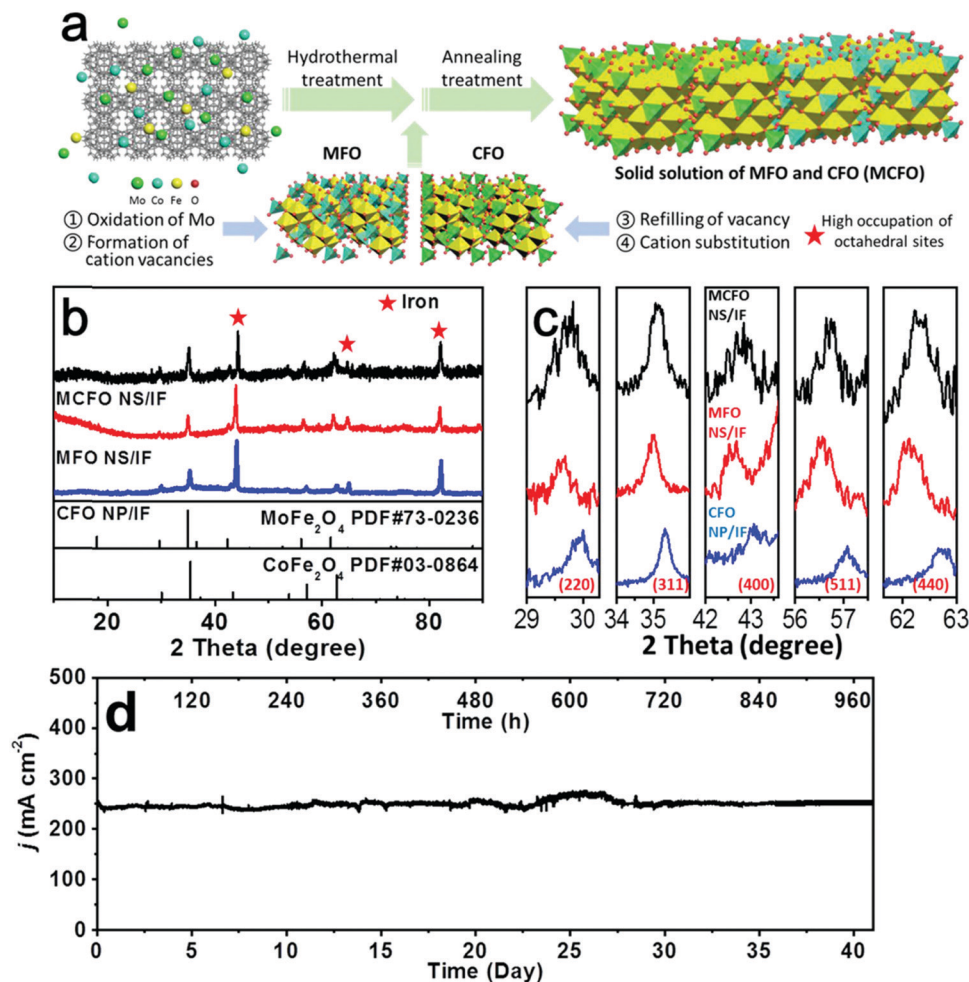 a
Hydrothermal
treatment
Annealing
treatment
MFO
CFO
Mo Co Fe O
Solid solution of MFO and CFO (MCFO)
① Oxidation of Mo
② Formation of
cation vacancies
③ Refilling of vacancy
④ Cation substitution
High occupation of
octahedral sites
b
Iron
MCFO NS/IF
MFO NS/IF
CFO NP/IF
MoFe2O4 PDF#73-0236
CoFe2O4 PDF#03-0864
20 40 60 80
2 Theta (degree)
c
MCFO
NS/IF
MFO
NS/IF
CFO
NP/IF
(220) (311) (400) (511) (440)
29 30 34 35 42 43 56 57 62 63
2 Theta (degree)
d
120 240 360 480 600 720 840 960
Time (h)
500
400
300
200
100
0
j (mA cm-2)
0 5 10 15 20 25 30 35 40
Time (Day)